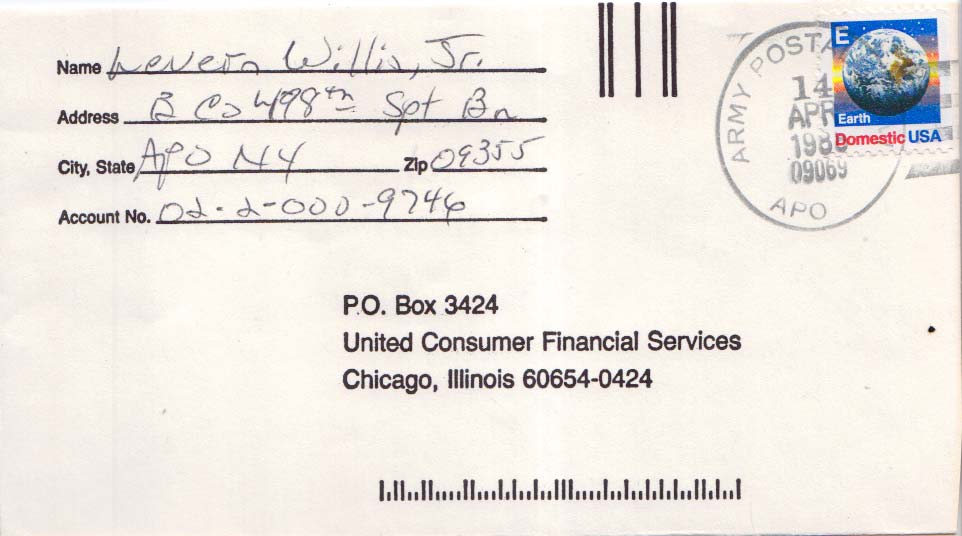 Name Willis, Jr.
Address B Co 498th Spt Bn
City, State APO NY Zip 09355
Account No. 02-2-000-9746
ARMY POSTAL
14
APR
09069
APO
E
Earth
Domestic USA
P.O. Box 3424
United Consumer Financial Services
Chicago, Illinois 60654-0424